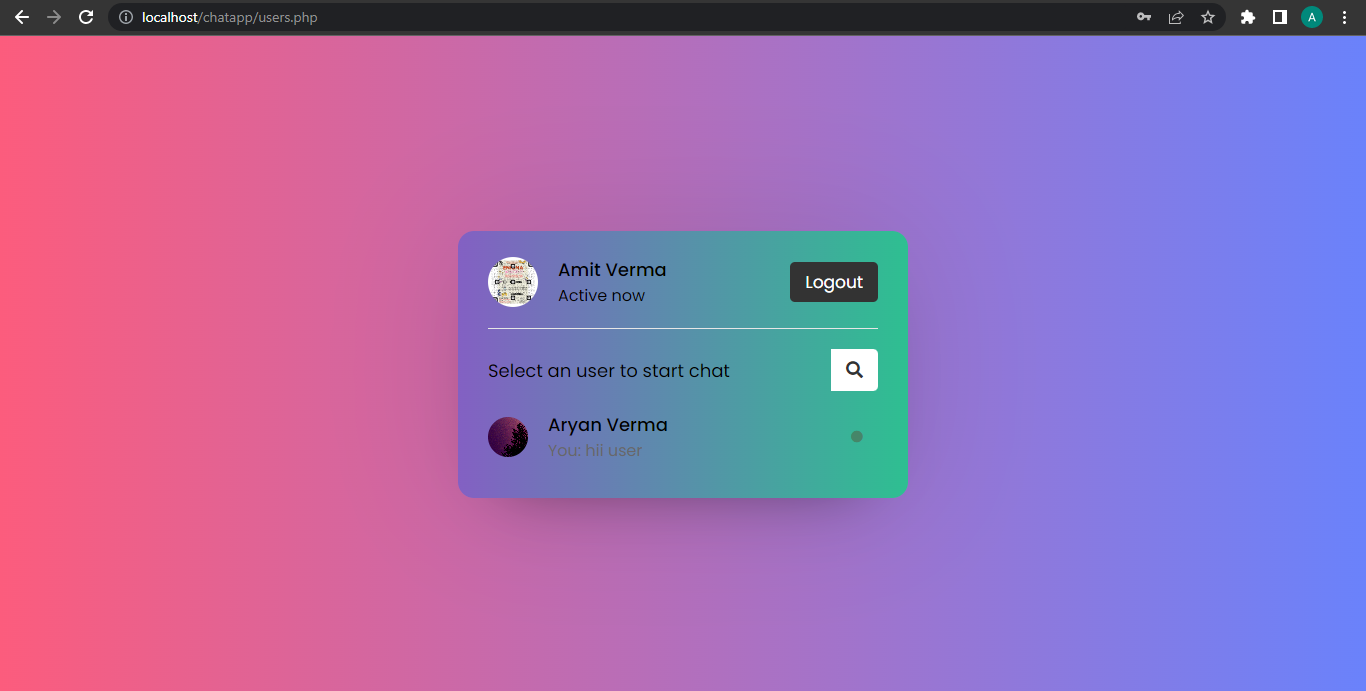 localhost/chatapp/users.php
A
Amit Verma
Active now
Logout
Select an user to start chat
Aryan Verma
You: hii user